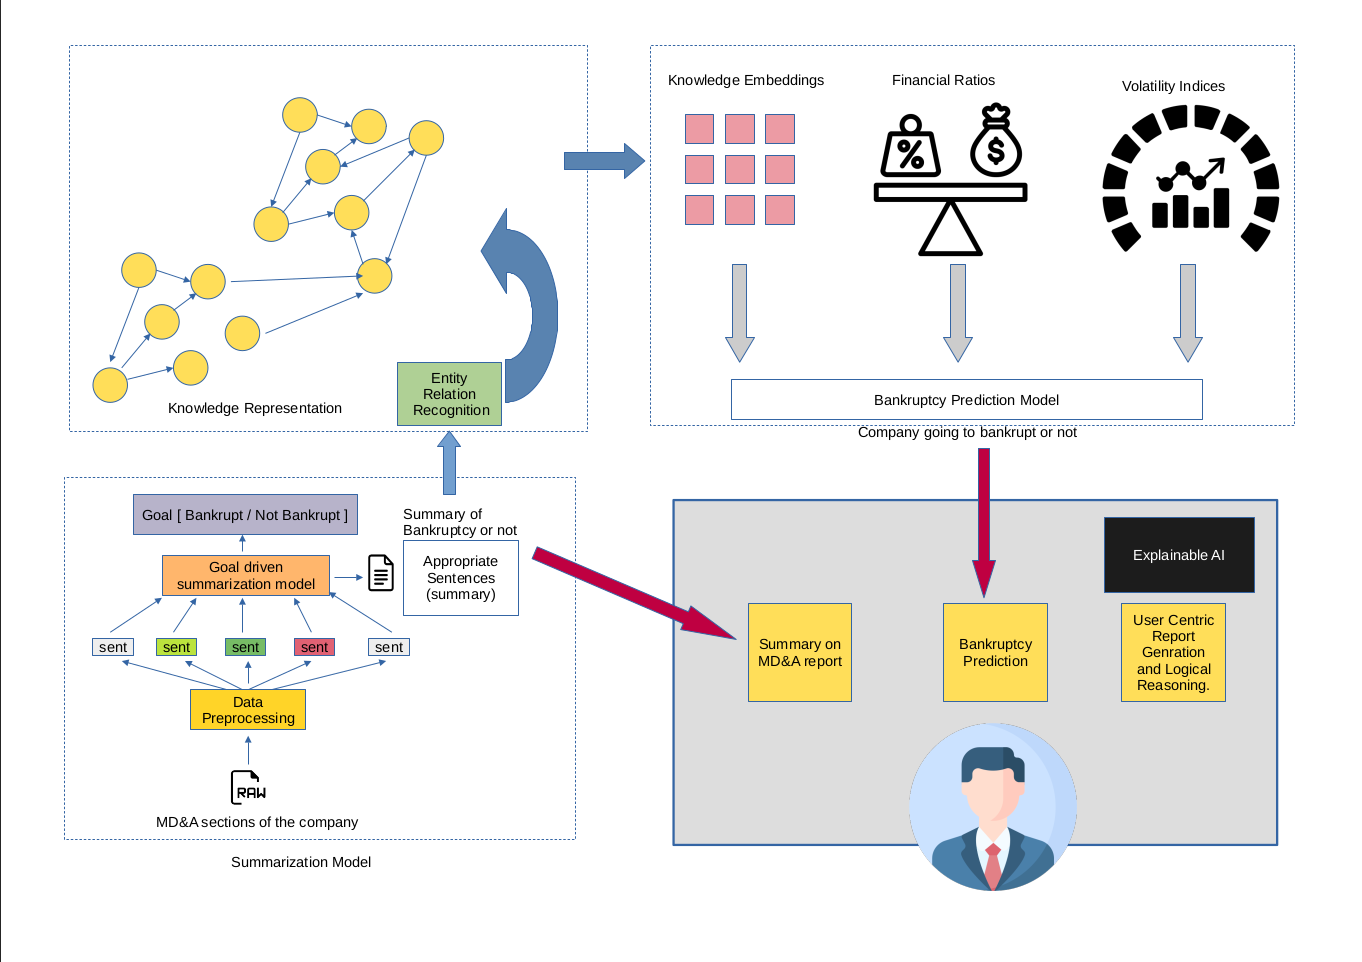 Knowledge Embeddings
Financial Ratios
Volatility Indices
%
$
Entity
Relation
Recognition
Knowledge Representation
Bankruptcy Prediction Model
Company going to bankrupt or not
Goal [ Bankrupt / Not Bankrupt ]
Summary of
Bankruptcy or not
Goal driven
summarization model
Appropriate
Sentences
(summary)
sent
sent
sent
sent
sent
Data
Preprocessing
RAW
MD&A sections of the company
Summarization Model
Explainable AI
Summary on
MD&A report
Bankruptcy
Prediction
User Centric
Report
Genration
and Logical
Reasoning.